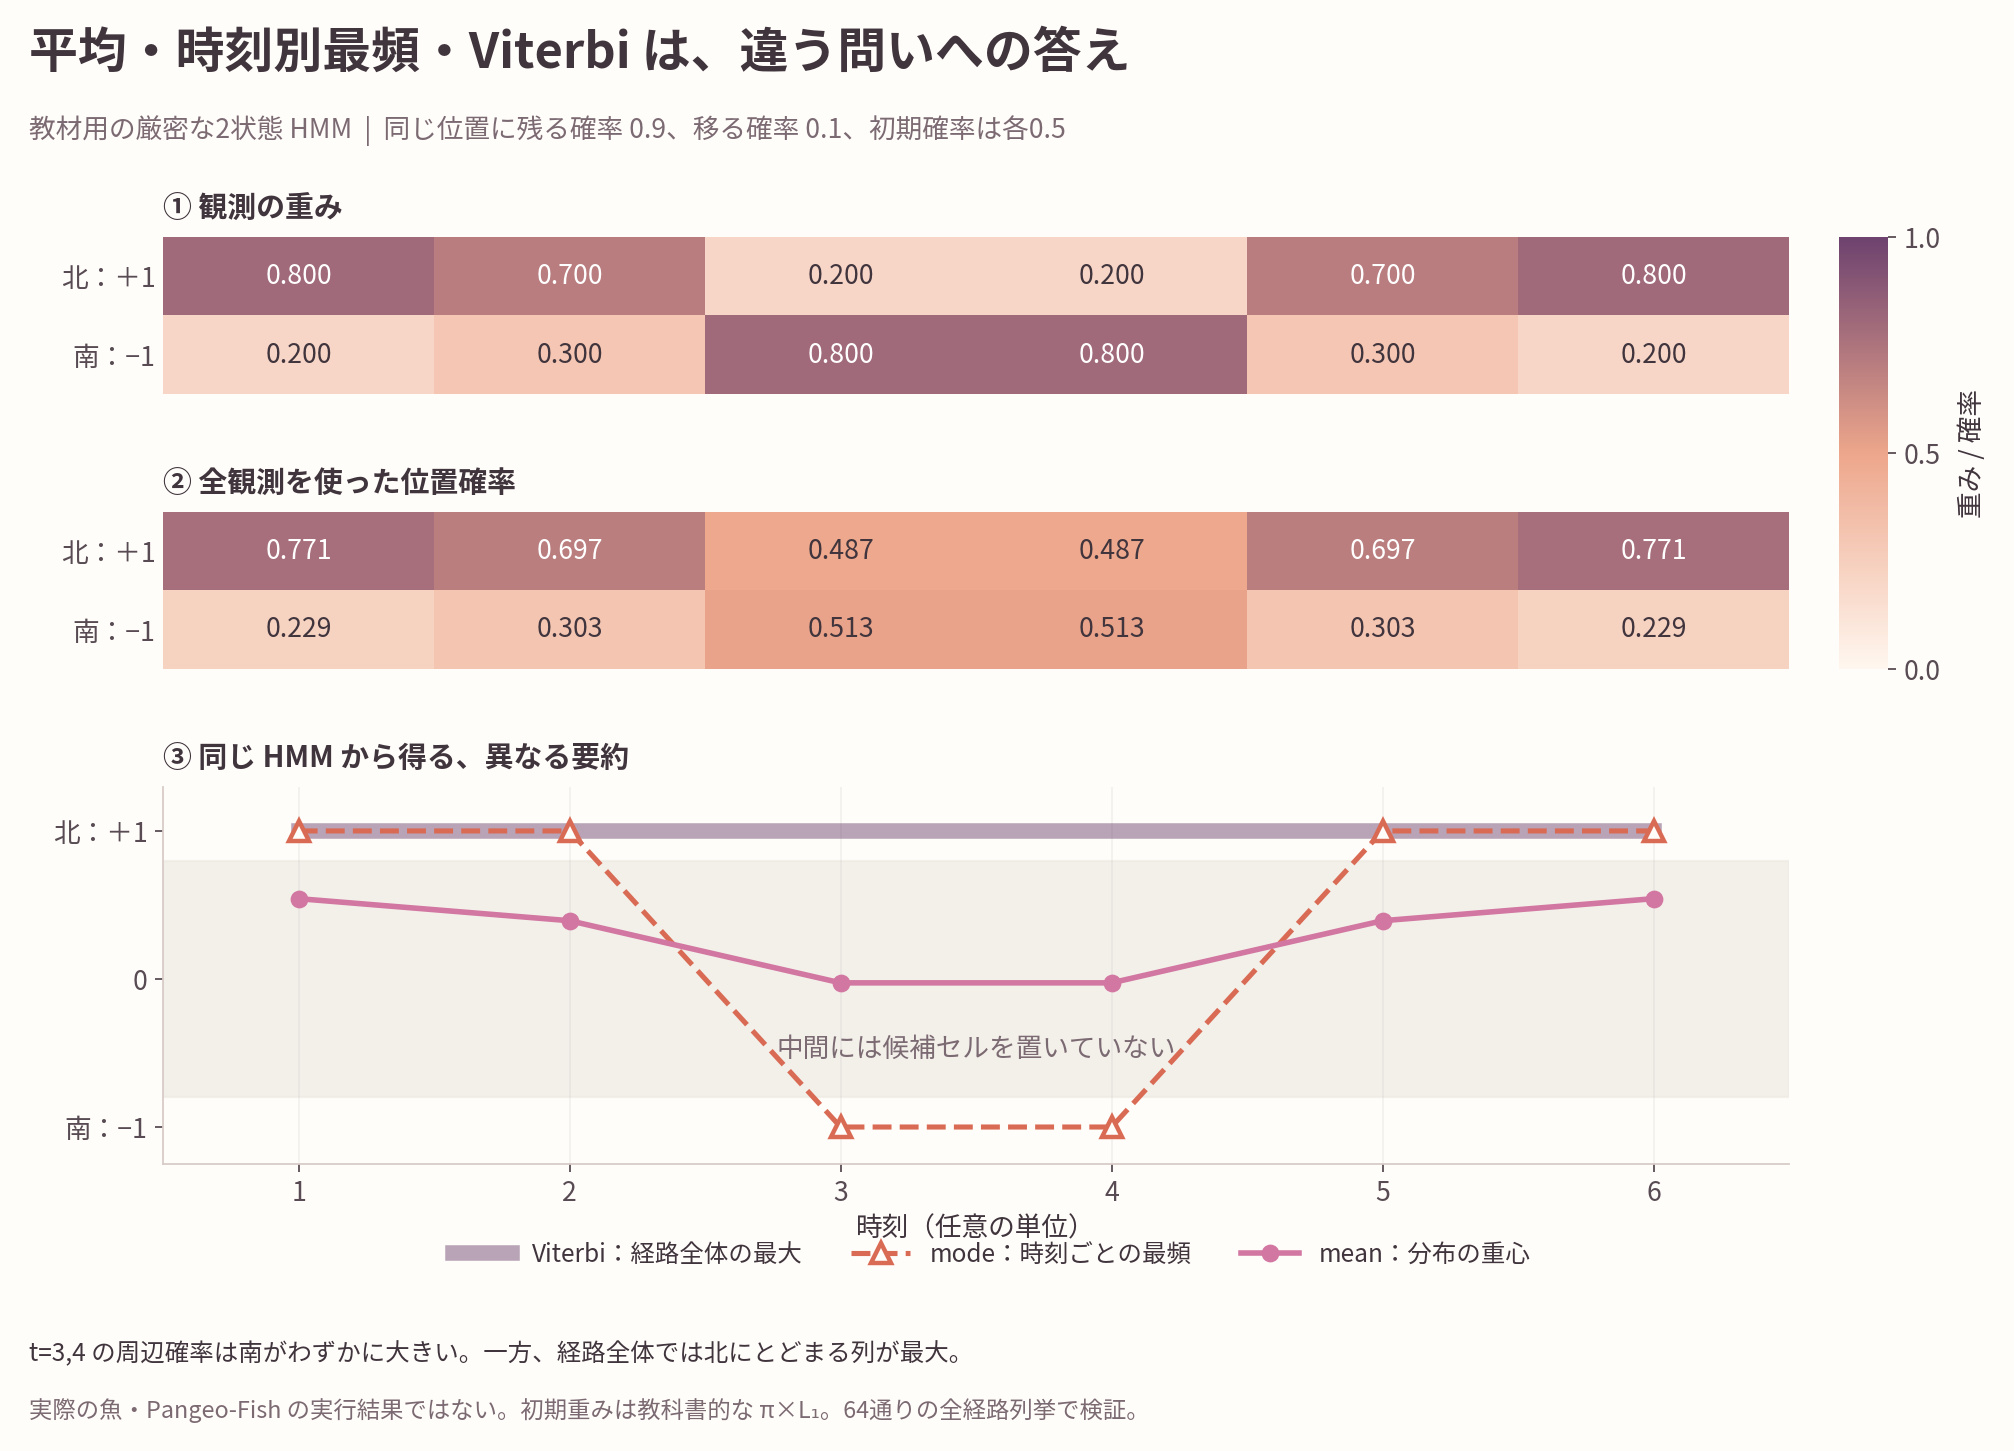 平均・時刻別最頻・Viterbi は、違う問いへの答え
教材用の厳密な2状態 HMM｜同じ位置に残る確率 0.9、移る確率 0.1、初期確率は各0.5
① 観測の重み
北：＋1 0.800 0.700 0.200 0.200 0.700 0.800
南：−1 0.200 0.300 0.800 0.800 0.300 0.200
1.0
0.5
0.0
重み / 確率
② 全観測を使った位置確率
北：＋1 0.771 0.697 0.487 0.487 0.697 0.771
南：−1 0.229 0.303 0.513 0.513 0.303 0.229
③ 同じ HMM から得る、異なる要約
北：＋1
0
中間には候補セルを置いていない
南：−1
1 2 3 4 5 6
時刻（任意の単位）
Viterbi：経路全体の最大 mode：時刻ごとの最頻 mean：分布の重心
t=3,4 の周辺確率は南がわずかに大きい。一方、経路全体では北にとどまる列が最大。
実際の魚・Pangeo-Fish の実行結果ではない。初期重みは教科書的な π×L₁。64通りの全経路列挙で検証。